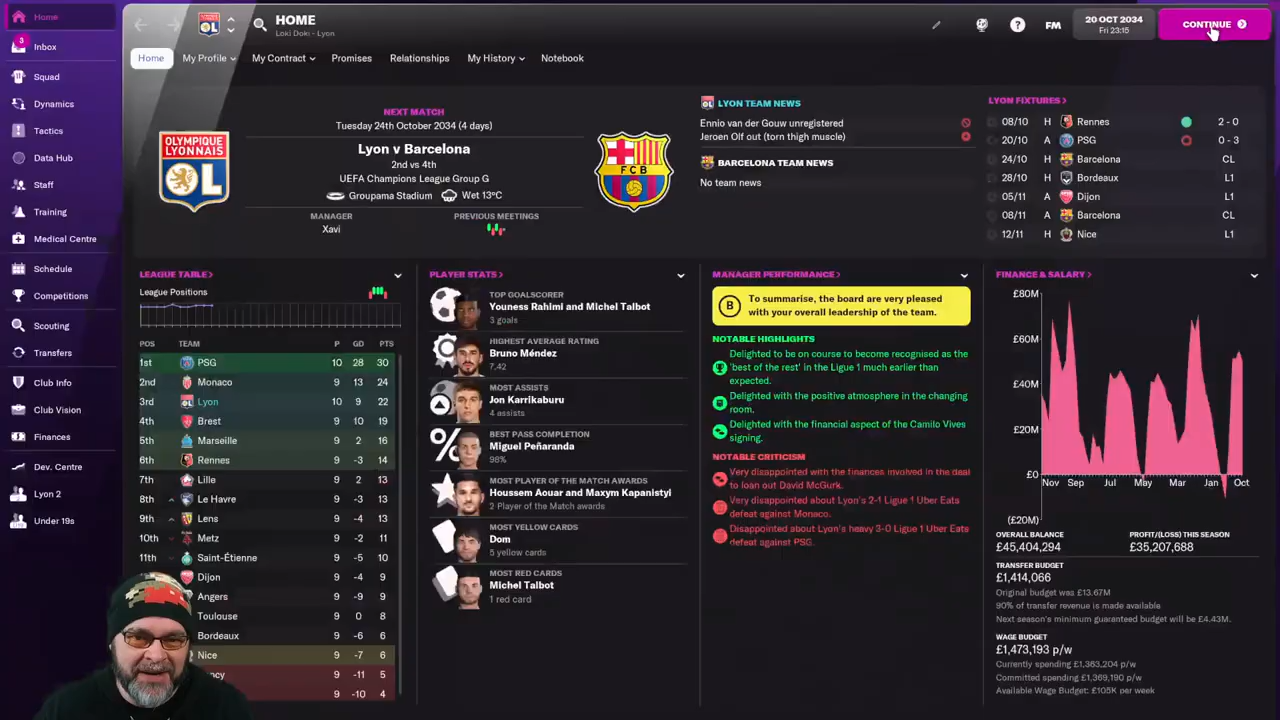 Home
3
Inbox
Squad
Dynamics
Tactics
Data Hub
Staff
Training
Medical Centre
Schedule
Competitions
Scouting
Transfers
Club Info
Club Vision
Finances
Dev. Centre
Lyon 2
Under 19s
HOME
Loki Doki - Lyon
FM
20 OCT 2034
Fri 23:15
CONTINUE
Home
My Profile
My Contract
Promises
Relationships
My History
Notebook
OLYMPIQUE
LYONNAIS
OL
NEXT MATCH
Tuesday 24th October 2034 (4 days)
Lyon v Barcelona
2nd vs 4th
UEFA Champions League Group G
Groupama Stadium
Wet 13°C
MANAGER
Xavi
PREVIOUS MEETINGS
FCB
LYON TEAM NEWS
Ennio van der Gouw unregistered
Jeroen Olf out (torn thigh muscle)
BARCELONA TEAM NEWS
No team news
LYON FIXTURES >
08/10 H Rennes 2 - 0
20/10 A PSG 0 - 3
24/10 H Barcelona CL
28/10 H Bordeaux L1
05/11 A Dijon L1
08/11 A Barcelona CL
12/11 H Nice L1
LEAGUE TABLE >
League Positions
POS TEAM P GD PTS
1st PSG 10 28 30
2nd Monaco 9 13 24
3rd Lyon 10 9 22
4th Brest 9 10 19
5th Marseille 9 2 16
6th Rennes 9 -3 14
7th Lille 9 2 13
8th Le Havre 9 -3 13
9th Lens 9 -4 13
10th Metz 9 -2 11
11th Saint-Étienne 9 -5 10
Dijon 9 -4 9
Angers 9 -9 9
Toulouse 9 0 8
Bordeaux 9 -6 6
Nice 9 -7 6
9 -11 5
9 -10 4
PLAYER STATS >
TOP GOALSCORER
Youness Rahimi and Michel Talbot
3 goals
HIGHEST AVERAGE RATING
Bruno Méndez
7.42
MOST ASSISTS
Jon Karrikaburu
4 assists
BEST PASS COMPLETION
Miguel Peñaranda
98%
MOST PLAYER OF THE MATCH AWARDS
Houssem Aouar and Maxym Kapanistyi
2 Player of the Match awards
MOST YELLOW CARDS
Dom
5 yellow cards
MOST RED CARDS
Michel Talbot
1 red card
MANAGER PERFORMANCE >
B
To summarise, the board are very pleased
with your overall leadership of the team.
NOTABLE HIGHLIGHTS
Delighted to be on course to become recognised as
the 'best of the rest' in the Ligue 1 much earlier than
expected.
Delighted with the positive atmosphere in the changing
room.
Delighted with the financial aspect of the Camilo Vives
signing.
NOTABLE CRITICISM
Very disappointed with the finances involved in the deal
to loan out David McGurk.
Very disappointed about Lyon's 2-1 Ligue 1 Uber Eats
defeat against Monaco.
Disappointed about Lyon's heavy 3-0 Ligue 1 Uber Eats
defeat against PSG.
FINANCE & SALARY >
£80M
£60M
£40M
£20M
£0
(£20M)
Nov Sep Jul May Mar Jan Oct
OVERALL BALANCE
£45,404,294
PROFIT/(LOSS) THIS SEASON
£35,207,688
TRANSFER BUDGET
£1,414,066
Original budget was £13.67M
90% of transfer revenue is made available
Next season's minimum guaranteed budget will be £4.43M.
WAGE BUDGET
£1,473,193 p/w
Currently spending £1,363,204 p/w
Committed spending £1,369,190 p/w
Available Wage Budget: £105K per week